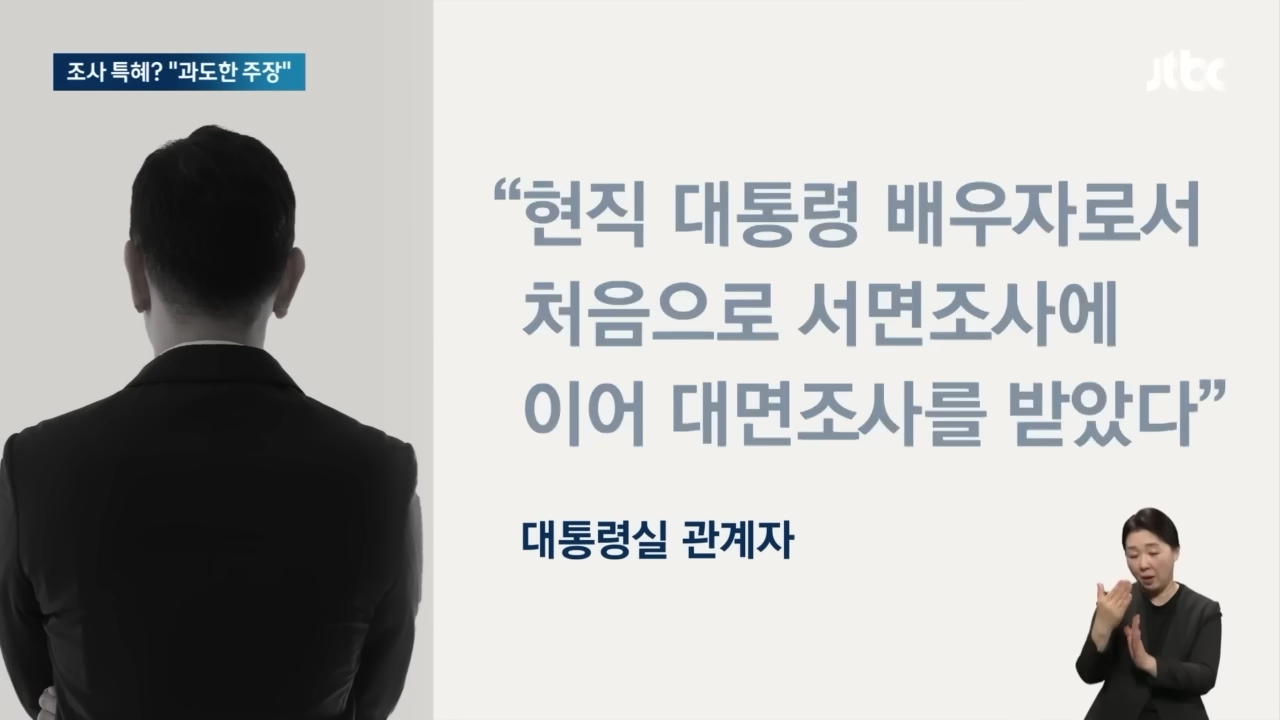 조사 특혜? "과도한 주장"
jtbc
“현직 대통령 배우자로서
처음으로 서면조사에
이어 대면조사를 받았다”
대통령실 관계자